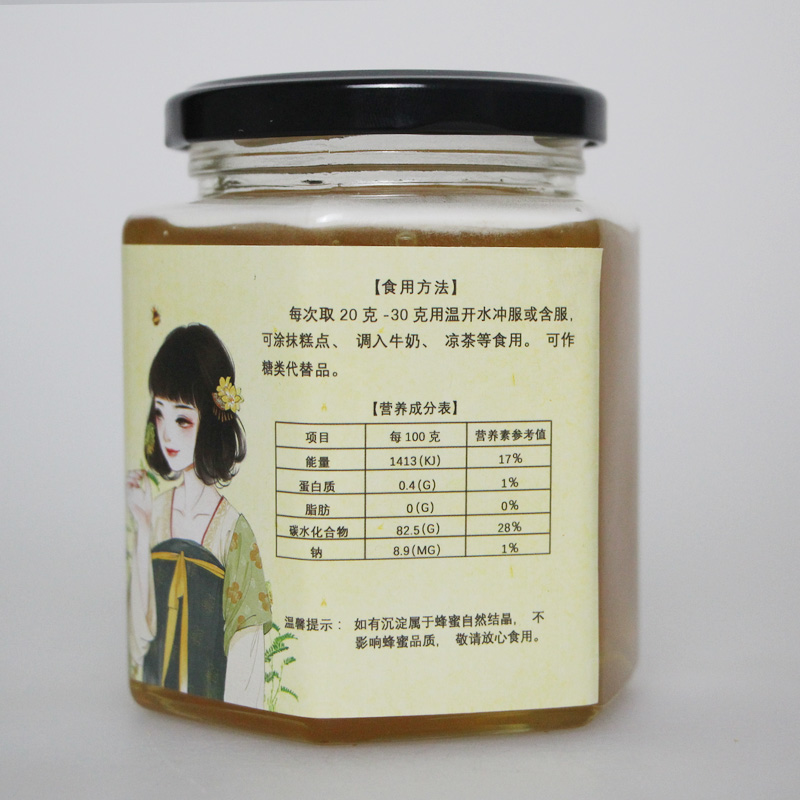 【食用方法】
每次取 20 克 -30 克用温开水冲服或含服,
可涂抹糕点、 调入牛奶、 凉茶等食用。 可作
糖类代替品。
【营养成分表】
项目 每 100 克 营养素参考值
能量 1413(KJ) 17%
蛋白质 0.4(G) 1%
脂肪 0(G) 0%
碳水化合物 82.5(G) 28%
钠 8.9(MG) 1%
温馨提示： 如有沉淀属于蜂蜜自然结晶, 不
影响蜂蜜品质, 敬请放心食用。